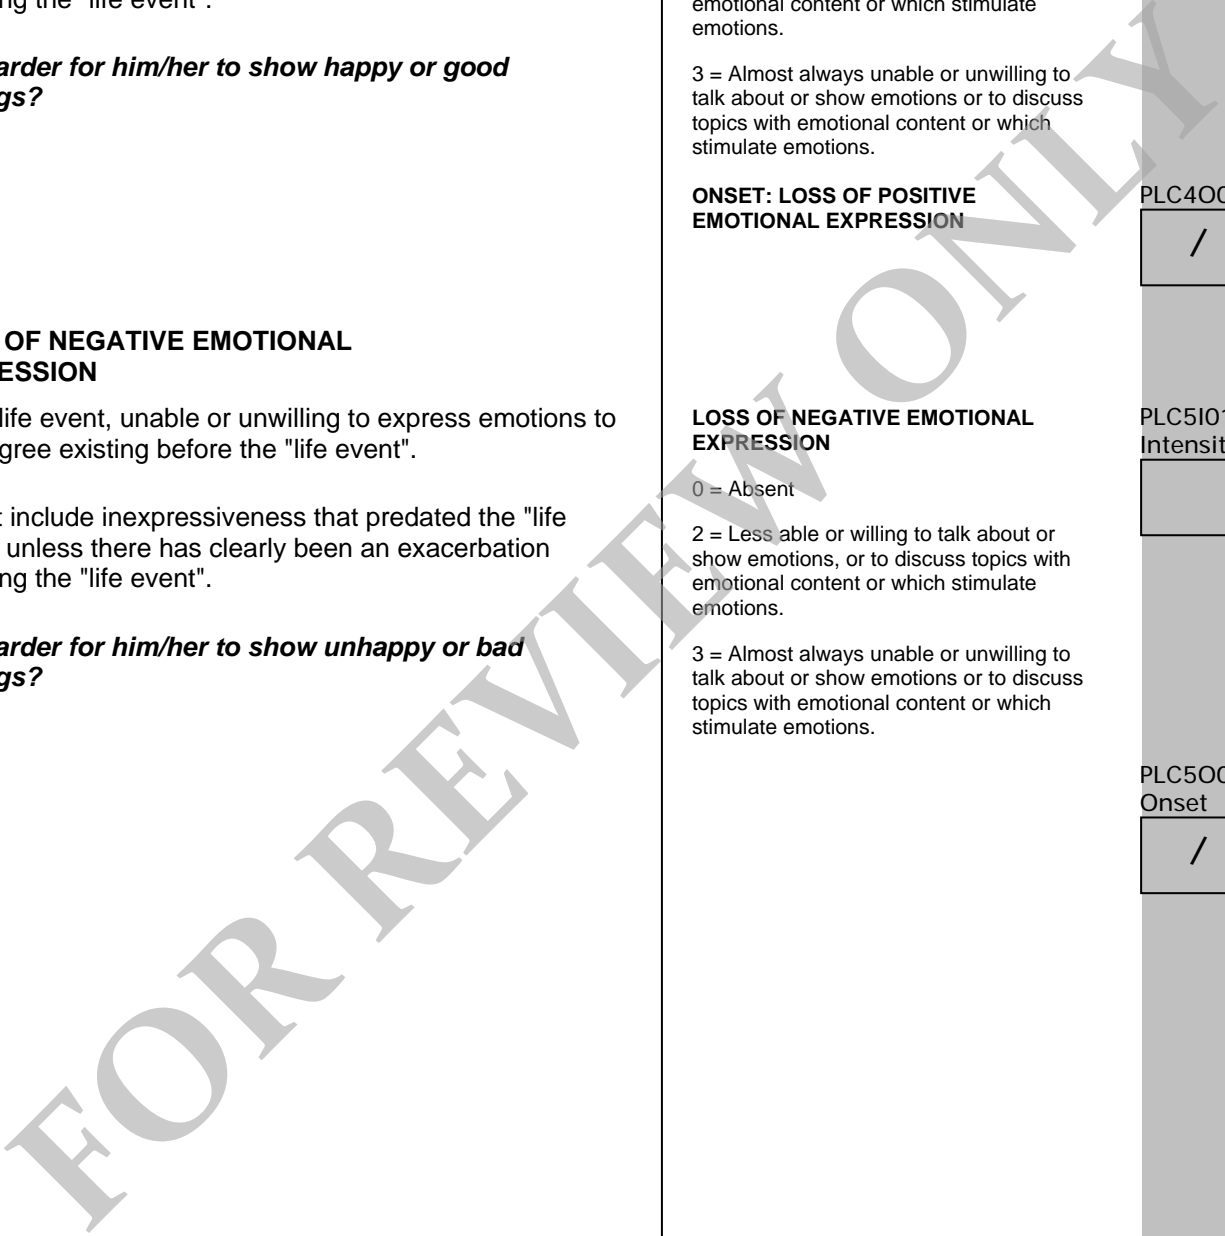 ng the "life event".
arder for him/her to show happy or good
gs?
OF NEGATIVE EMOTIONAL
ESSION
life event, unable or unwilling to express emotions to
gree existing before the "life event".
t include inexpressiveness that predated the "life
unless there has clearly been an exacerbation
ng the "life event".
arder for him/her to show unhappy or bad
gs?
emotional content or which stimulate
emotions.
3 = Almost always unable or unwilling to
talk about or show emotions or to discuss
topics with emotional content or which
stimulate emotions.
ONSET: LOSS OF POSITIVE
EMOTIONAL EXPRESSION
LOSS OF NEGATIVE EMOTIONAL
EXPRESSION
0 = Absent
2 = Less able or willing to talk about or
show emotions, or to discuss topics with
emotional content or which stimulate
emotions.
3 = Almost always unable or unwilling to
talk about or show emotions or to discuss
topics with emotional content or which
stimulate emotions.
PLC4O0
/
PLC5I01
Intensit
PLC5O0
Onset
/
FOR REVIEW ONLY